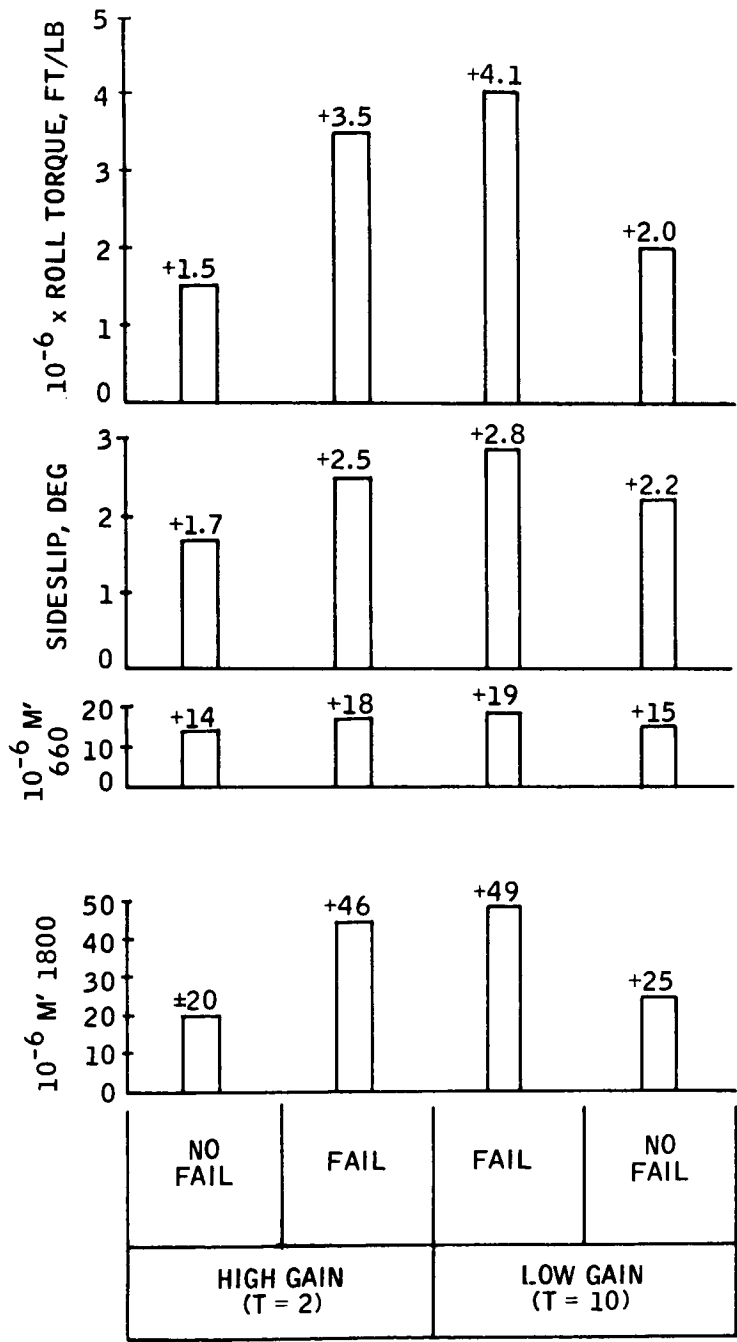 10⁻⁶ x ROLL TORQUE, FT/LB
5
4
3
2
1
0
+1.5
+3.5
+4.1
+2.0
SIDESLIP, DEG
3
2
1
0
+1.7
+2.5
+2.8
+2.2
10⁻⁶ M′
660
20
10
0
+14
+18
+19
+15
10⁻⁶ M′ 1800
50
40
30
20
10
0
±20
+46
+49
+25
NO
FAIL
FAIL
FAIL
NO
FAIL
HIGH GAIN
(T = 2)
LOW GAIN
(T = 10)